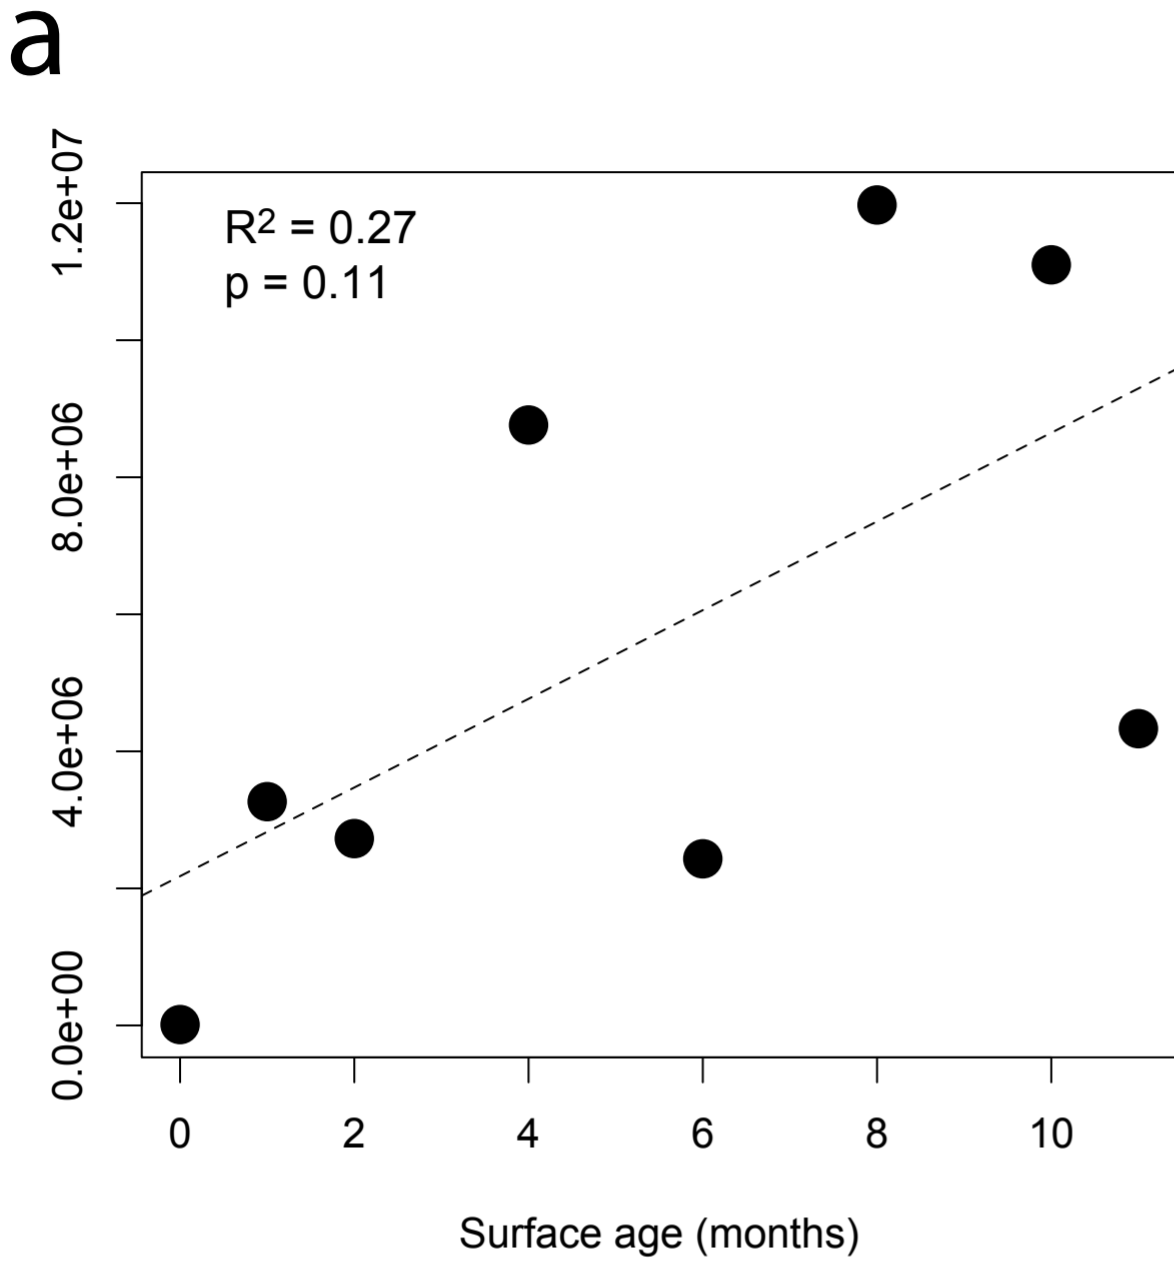 a
R² = 0.27
p = 0.11
1.2e+07
8.0e+06
4.0e+06
0.0e+00
0 2 4 6 8 10
Surface age (months)